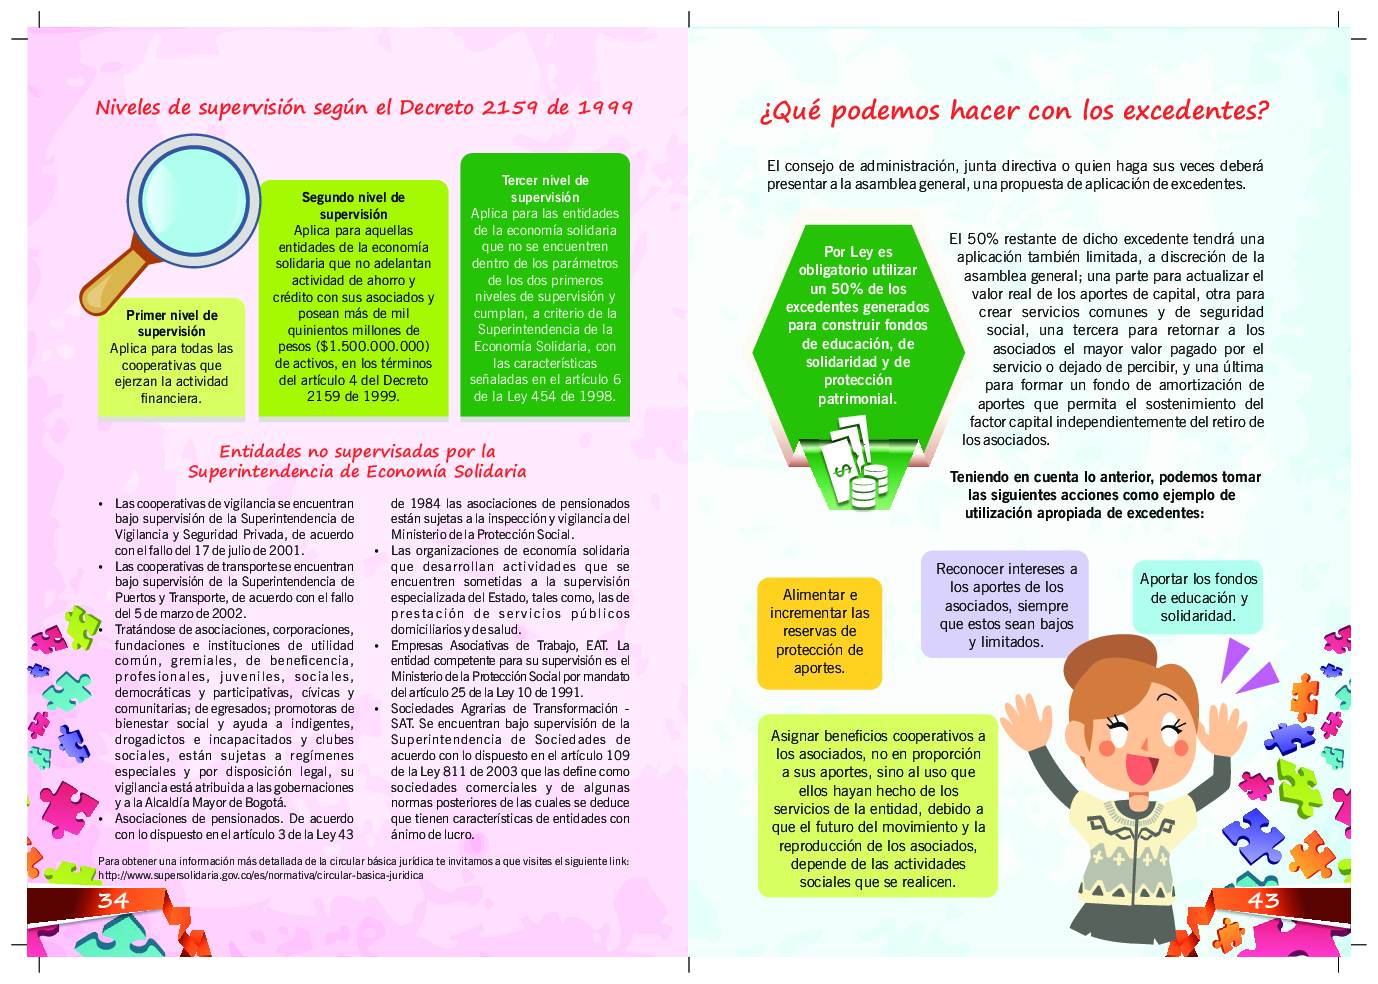 Niveles de supervisión según el Decreto 2159 de 1999
Primer nivel de
supervisión
Aplica para todas las
cooperativas que
ejerzan la actividad
financiera.
Segundo nivel de
supervisión
Aplica para aquellas
entidades de la economía
solidaria que no adelantan
actividad de ahorro y
crédito con sus asociados y
posean más de mil
quinientos millones de
pesos ($1.500.000.000)
de activos, en los términos
del artículo 4 del Decreto
2159 de 1999.
Tercer nivel de
supervisión
Aplica para las entidades
de la economía solidaria
que no se encuentren
dentro de los parámetros
de los dos primeros
niveles de supervisión y
cumplan, a criterio de la
Superintendencia de la
Economía Solidaria, con
las características
señaladas en el artículo 6
de la Ley 454 de 1998.
Entidades no supervisadas por la
Superintendencia de Economía Solidaria
• Las cooperativas de vigilancia se encuentran
bajo supervisión de la Superintendencia de
Vigilancia y Seguridad Privada, de acuerdo
con el fallo del 17 de julio de 2001.
• Las cooperativas de transporte se encuentran
bajo supervisión de la Superintendencia de
Puertos y Transporte, de acuerdo con el fallo
del 5 de marzo de 2002.
• Tratándose de asociaciones, corporaciones,
fundaciones e instituciones de utilidad
común, gremiales, de beneficencia,
profesionales, juveniles, sociales,
democráticas y participativas, cívicas y
comunitarias; de egresados; promotoras de
bienestar social y ayuda a indigentes,
drogadictos e incapacitados y clubes
sociales, están sujetas a regímenes
especiales y por disposición legal, su
vigilancia está atribuida a las gobernaciones
y a la Alcaldía Mayor de Bogotá.
• Asociaciones de pensionados. De acuerdo
con lo dispuesto en el artículo 3 de la Ley 43
de 1984 las asociaciones de pensionados
están sujetas a la inspección y vigilancia del
Ministerio de la Protección Social.
• Las organizaciones de economía solidaria
que desarrollan actividades que se
encuentren sometidas a la supervisión
especializada del Estado, tales como, las de
prestación de servicios públicos
domiciliarios y de salud.
• Empresas Asociativas de Trabajo, EAT. La
entidad competente para su supervisión es el
Ministerio de la Protección Social por mandato
del artículo 25 de la Ley 10 de 1991.
• Sociedades Agrarias de Transformación -
SAT. Se encuentran bajo supervisión de la
Superintendencia de Sociedades de
acuerdo con lo dispuesto en el artículo 109
de la Ley 811 de 2003 que las define como
sociedades comerciales y de algunas
normas posteriores de las cuales se deduce
que tienen características de entidades con
ánimo de lucro.
Para obtener una información más detallada de la circular básica jurídica te invitamos a que visites el siguiente link:
http://www.supersolidaria.gov.co/es/normativa/circular-basica-juridica
34
¿Qué podemos hacer con los excedentes?
El consejo de administración, junta directiva o quien haga sus veces deberá
presentar a la asamblea general, una propuesta de aplicación de excedentes.
Por Ley es
obligatorio utilizar
un 50% de los
excedentes generados
para construir fondos
de educación, de
solidaridad y de
protección
patrimonial.
$
El 50% restante de dicho excedente tendrá una
aplicación también limitada, a discreción de la
asamblea general; una parte para actualizar el
valor real de los aportes de capital, otra para
crear servicios comunes y de seguridad
social, una tercera para retornar a los
asociados el mayor valor pagado por el
servicio o dejado de percibir, y una última
para formar un fondo de amortización de
aportes que permita el sostenimiento del
factor capital independientemente del retiro de
los asociados.
Teniendo en cuenta lo anterior, podemos tomar
las siguientes acciones como ejemplo de
utilización apropiada de excedentes:
Alimentar e
incrementar las
reservas de
protección de
aportes.
Reconocer intereses a
los aportes de los
asociados, siempre
que estos sean bajos
y limitados.
Aportar los fondos
de educación y
solidaridad.
Asignar beneficios cooperativos a
los asociados, no en proporción
a sus aportes, sino al uso que
ellos hayan hecho de los
servicios de la entidad, debido a
que el futuro del movimiento y la
reproducción de los asociados,
depende de las actividades
sociales que se realicen.
43